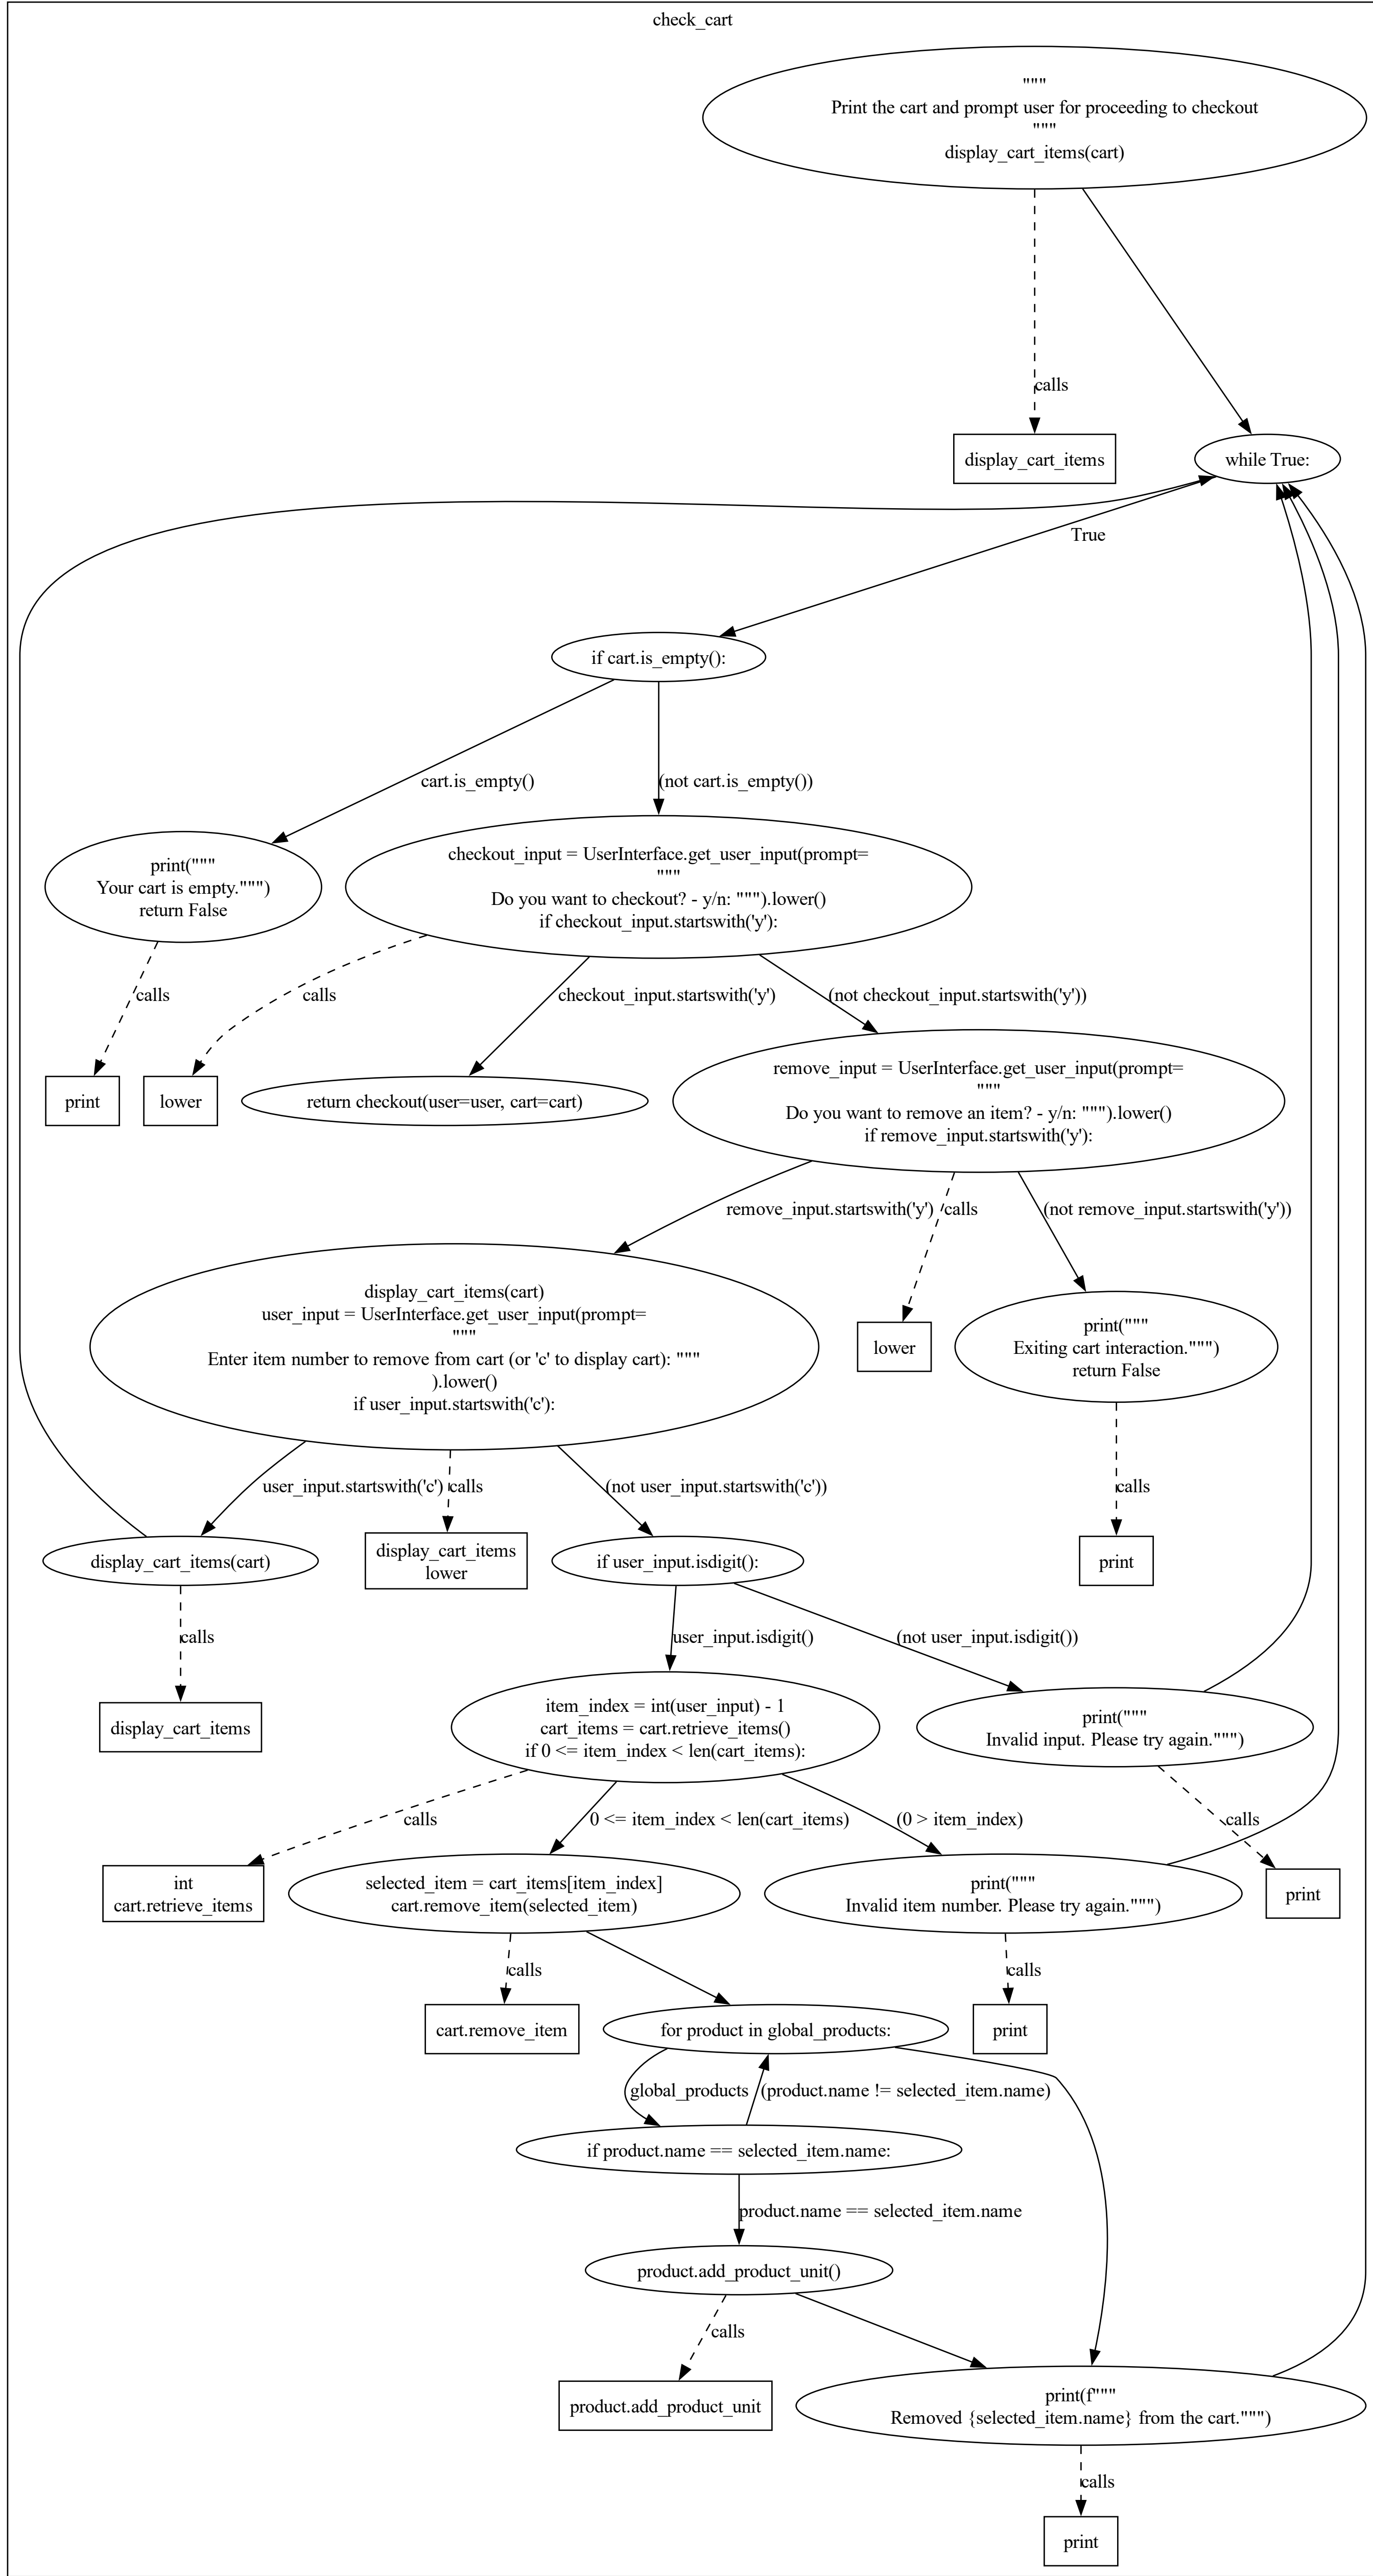 check_cart
"""
Print the cart and prompt user for proceeding to checkout
"""
display_cart_items(cart)
calls
display_cart_items
while True:
True
if cart.is_empty():
cart.is_empty()
(not cart.is_empty())
print("""
Your cart is empty.""")
return False
checkout_input = UserInterface.get_user_input(prompt=
"""
Do you want to checkout? - y/n: """).lower()
if checkout_input.startswith('y'):
calls
calls
checkout_input.startswith('y')
(not checkout_input.startswith('y'))
print
lower
return checkout(user=user, cart=cart)
remove_input = UserInterface.get_user_input(prompt=
"""
Do you want to remove an item? - y/n: """).lower()
if remove_input.startswith('y'):
remove_input.startswith('y')
calls
(not remove_input.startswith('y'))
display_cart_items(cart)
user_input = UserInterface.get_user_input(prompt=
"""
Enter item number to remove from cart (or 'c' to display cart): """
).lower()
if user_input.startswith('c'):
lower
print("""
Exiting cart interaction.""")
return False
user_input.startswith('c')
calls
(not user_input.startswith('c'))
calls
display_cart_items(cart)
display_cart_items
lower
if user_input.isdigit():
print
calls
user_input.isdigit()
(not user_input.isdigit())
display_cart_items
item_index = int(user_input) - 1
cart_items = cart.retrieve_items()
if 0 <= item_index < len(cart_items):
print("""
Invalid input. Please try again.""")
calls
0 <= item_index < len(cart_items)
(0 > item_index)
calls
int
cart.retrieve_items
selected_item = cart_items[item_index]
cart.remove_item(selected_item)
print("""
Invalid item number. Please try again.""")
print
calls
calls
cart.remove_item
for product in global_products:
print
global_products
(product.name != selected_item.name)
if product.name == selected_item.name:
product.name == selected_item.name
product.add_product_unit()
calls
product.add_product_unit
print(f"""
Removed {selected_item.name} from the cart.""")
calls
print